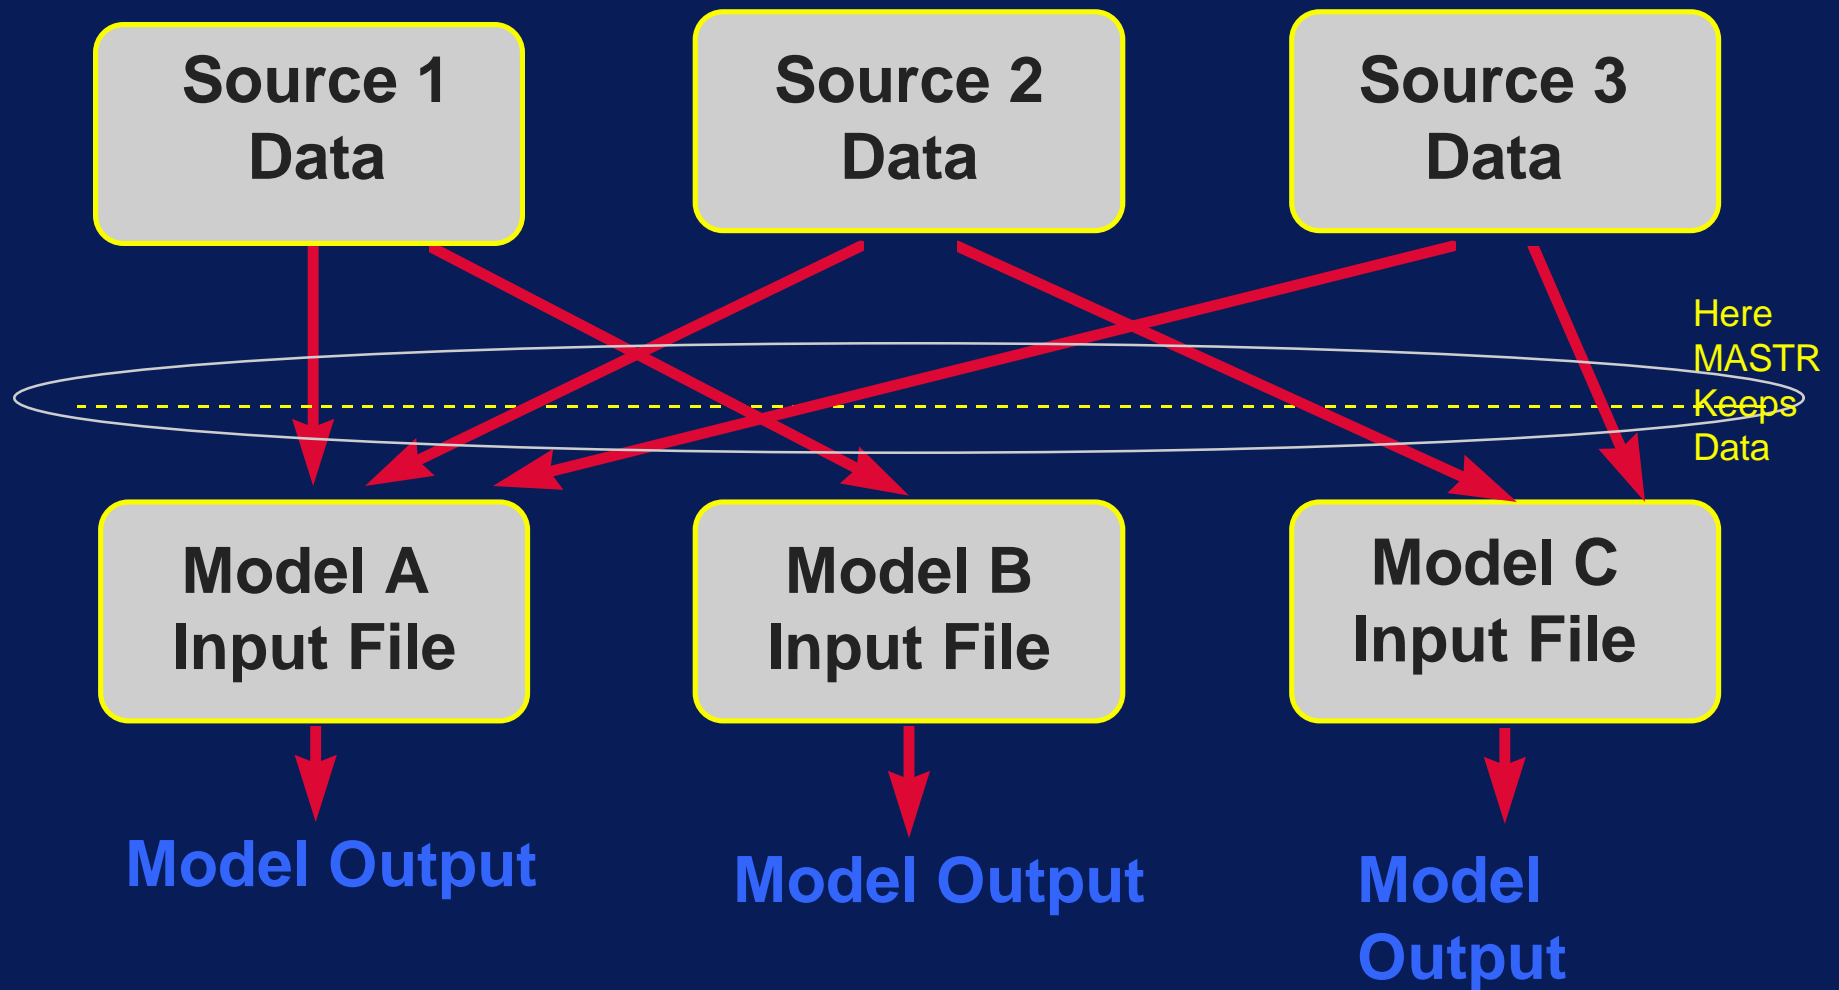 Source 1
Data
Source 2
Data
Source 3
Data
Here
MASTR
Keeps
Data
Model A
Input File
Model B
Input File
Model C
Input File
Model Output
Model Output
Model
Output